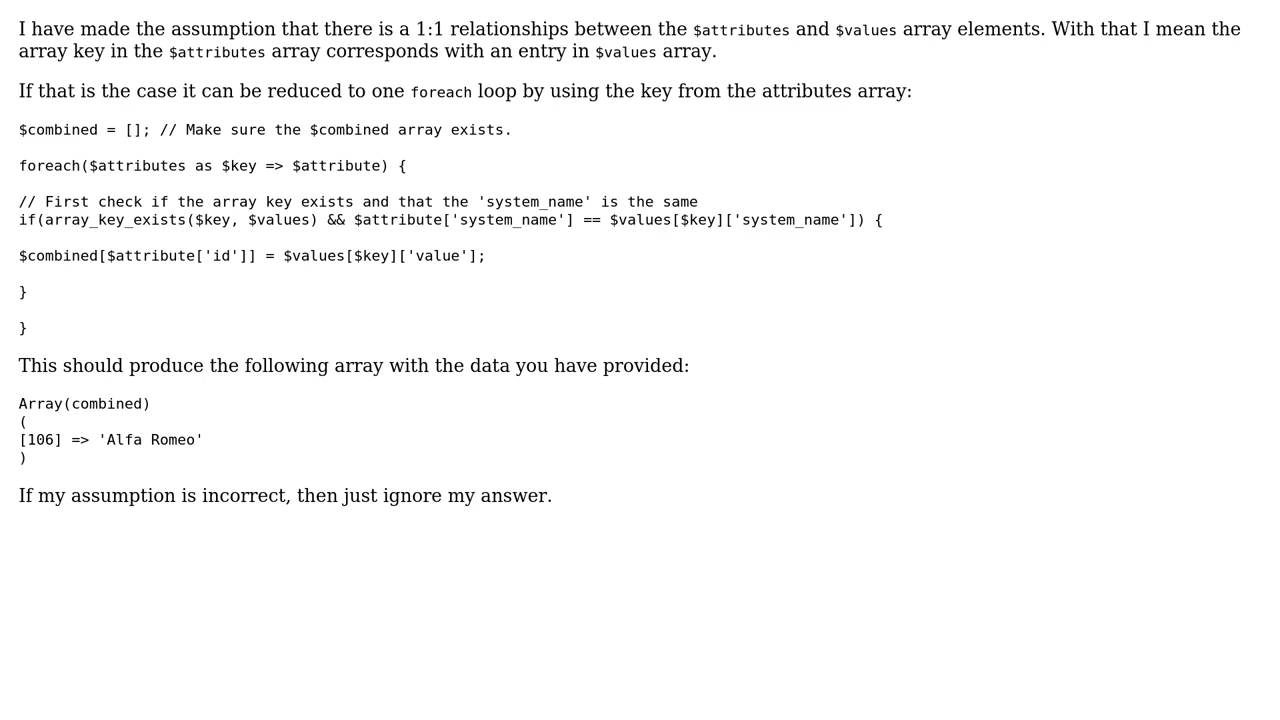 I have made the assumption that there is a 1:1 relationships between the $attributes and $values array elements. With that I mean the
array key in the $attributes array corresponds with an entry in $values array.
If that is the case it can be reduced to one foreach loop by using the key from the attributes array:
$combined = []; // Make sure the $combined array exists.
foreach($attributes as $key => $attribute) {
// First check if the array key exists and that the 'system_name' is the same
if(array_key_exists($key, $values) && $attribute['system_name'] == $values[$key]['system_name']) {
$combined[$attribute['id']] = $values[$key]['value'];
}
}
This should produce the following array with the data you have provided:
Array(combined)
(
[106] => 'Alfa Romeo'
)
If my assumption is incorrect, then just ignore my answer.